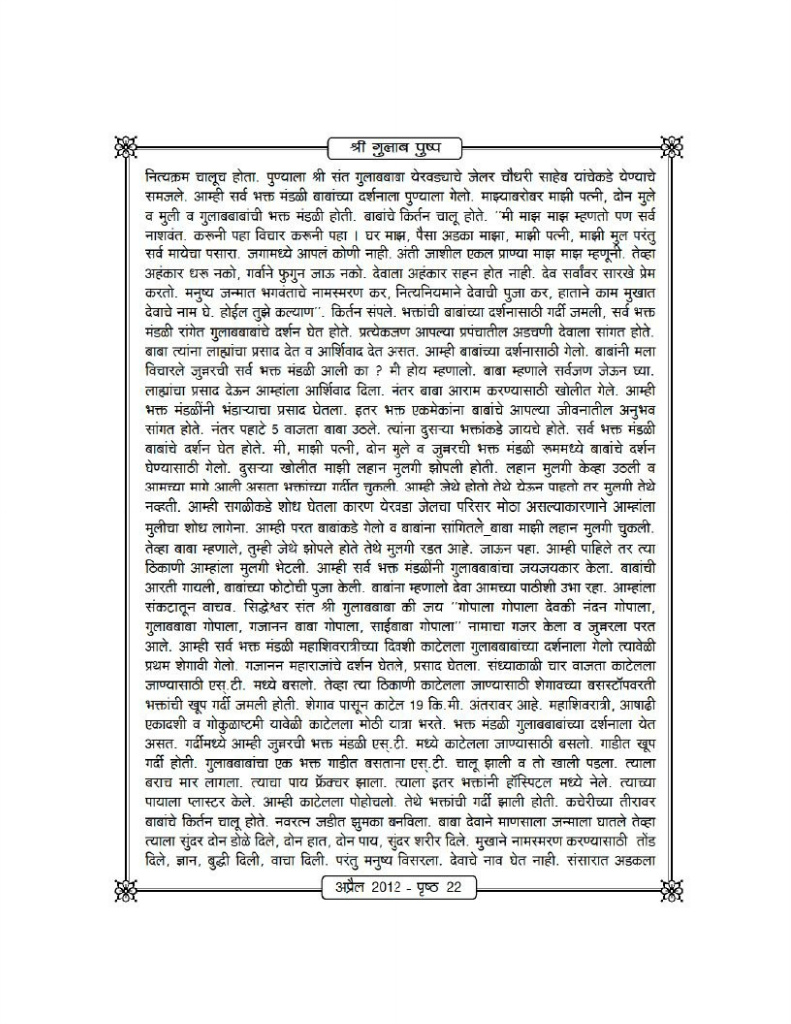 श्री गुलाब पुष्प
नित्यक्रम चालूच होता. पुण्याला श्री संत गुलाबबाबा येरवड्याचे जेलर चौधरी साहेब यांचेकडे येण्याचे
समजले. आम्ही सर्व भक्त मंडळी बाबांच्या दर्शनाला पुण्याला गेलो. माझ्याबरोबर माझी पत्नी, दोन मुले
व मुली व गुलाबबाबांची भक्त मंडळी होती. बाबांचे किर्तन चालू होते. "मी माझ माझ म्हणतो पण सर्व
नाशवंत. करूनी पहा विचार करूनी पहा । घर माझ, पैसा अडका माझा, माझी पत्नी, माझी मुल परंतु
सर्व मायेचा पसारा. जगामध्ये आपलं कोणी नाही. अंती जाशील एकल प्राण्या माझ माझ म्हणूनी. तेव्हा
अहंकार धरू नको, गर्वाने फुगुन जाऊ नको. देवाला अहंकार सहन होत नाही. देव सर्वांवर सारखे प्रेम
करतो. मनुष्य जन्मात भगवंताचे नामस्मरण कर, नित्यनियमाने देवाची पुजा कर, हाताने काम मुखात
देवाचे नाम घे. होईल तुझे कल्याण". किर्तन संपले. भक्तांची बाबांच्या दर्शनासाठी गर्दी जमली, सर्व भक्त
मंडळी रांगेत गुलाबबाबांचे दर्शन घेत होते. प्रत्येकजण आपल्या प्रपंचातील अडचणी देवाला सांगत होते.
बाबा त्यांना लाह्यांचा प्रसाद देत व आर्शिवाद देत असत. आम्ही बाबांच्या दर्शनासाठी गेलो. बाबांनी मला
विचारले जुन्नरची सर्व भक्त मंडळी आली का ? मी होय म्हणालो. बाबा म्हणाले सर्वजण जेऊन घ्या.
लाह्यांचा प्रसाद देऊन आम्हांला आर्शिवाद दिला. नंतर बाबा आराम करण्यासाठी खोलीत गेले. आम्ही
भक्त मंडळींनी भंडाऱ्याचा प्रसाद घेतला. इतर भक्त एकमेकांना बाबांचे आपल्या जीवनातील अनुभव
सांगत होते. नंतर पहाटे 5 वाजता बाबा उठले. त्यांना दुसऱ्या भक्तांकडे जायचे होते. सर्व भक्त मंडळी
बाबांचे दर्शन घेत होते. मी, माझी पत्नी, दोन मुले व जुन्नरची भक्त मंडळी रूममध्ये बाबांचे दर्शन
घेण्यासाठी गेलो. दुसऱ्या खोलीत माझी लहान मुलगी झोपली होती. लहान मुलगी केव्हा उठली व
आमच्या मागे आली असता भक्तांच्या गर्दीत चुकली. आम्ही जेथे होतो तेथे येऊन पाहतो तर मुलगी तेथे
नव्हती. आम्ही सगळीकडे शोध घेतला कारण येरवडा जेलचा परिसर मोठा असल्याकारणाने आम्हांला
मुलीचा शोध लागेना. आम्ही परत बाबांकडे गेलो व बाबांना सांगितले_बाबा माझी लहान मुलगी चुकली.
तेव्हा बाबा म्हणाले, तुम्ही जेथे झोपले होते तेथे मुलगी रडत आहे. जाऊन पहा. आम्ही पाहिले तर त्या
ठिकाणी आम्हांला मुलगी भेटली. आम्ही सर्व भक्त मंडळींनी गुलाबबाबांचा जयजयकार केला. बाबांची
आरती गायली, बाबांच्या फोटोची पुजा केली. बाबांना म्हणालो देवा आमच्या पाठीशी उभा रहा. आम्हांला
संकटातून वाचव. सिद्धेश्वर संत श्री गुलाबबाबा की जय "गोपाला गोपाला देवकी नंदन गोपाला,
गुलाबबाबा गोपाला, गजानन बाबा गोपाला, साईबाबा गोपाला" नामाचा गजर केला व जुन्नरला परत
आले. आम्ही सर्व भक्त मंडळी महाशिवरात्रीच्या दिवशी काटेलला गुलाबबाबांच्या दर्शनाला गेलो त्यावेळी
प्रथम शेगावी गेलो. गजानन महाराजांचे दर्शन घेतले, प्रसाद घेतला. संध्याकाळी चार वाजता काटेलला
जाण्यासाठी एस्.टी. मध्ये बसलो. तेव्हा त्या ठिकाणी काटेलला जाण्यासाठी शेगावच्या बसस्टॉपवरती
भक्तांची खूप गर्दी जमली होती. शेगाव पासून काटेल 19 कि.मी. अंतरावर आहे. महाशिवरात्री, आषाढी
एकादशी व गोकुळाष्टमी यावेळी काटेलला मोठी यात्रा भरते. भक्त मंडळी गुलाबबाबांच्या दर्शनाला येत
असत. गर्दीमध्ये आम्ही जुन्नरची भक्त मंडळी एस्.टी. मध्ये काटेलला जाण्यासाठी बसलो. गाडीत खूप
गर्दी होती. गुलाबबाबांचा एक भक्त गाडीत बसताना एस्.टी. चालू झाली व तो खाली पडला. त्याला
बराच मार लागला. त्याचा पाय फ्रॅक्चर झाला. त्याला इतर भक्तांनी हॉस्पिटल मध्ये नेले. त्याच्या
पायाला प्लास्टर केले. आम्ही काटेलला पोहोचलो. तेथे भक्तांची गर्दी झाली होती. कचेरीच्या तीरावर
बाबांचे किर्तन चालू होते. नवरत्न जडीत झुमका बनविला. बाबा देवाने माणसाला जन्माला घातले तेव्हा
त्याला सुंदर दोन डोळे दिले, दोन हात, दोन पाय, सुंदर शरीर दिले. मुखाने नामस्मरण करण्यासाठी तोंड
दिले, ज्ञान, बुद्धी दिली, वाचा दिली. परंतु मनुष्य विसरला. देवाचे नाव घेत नाही. संसारात अडकला
अप्रैल 2012 - पृष्ठ 22